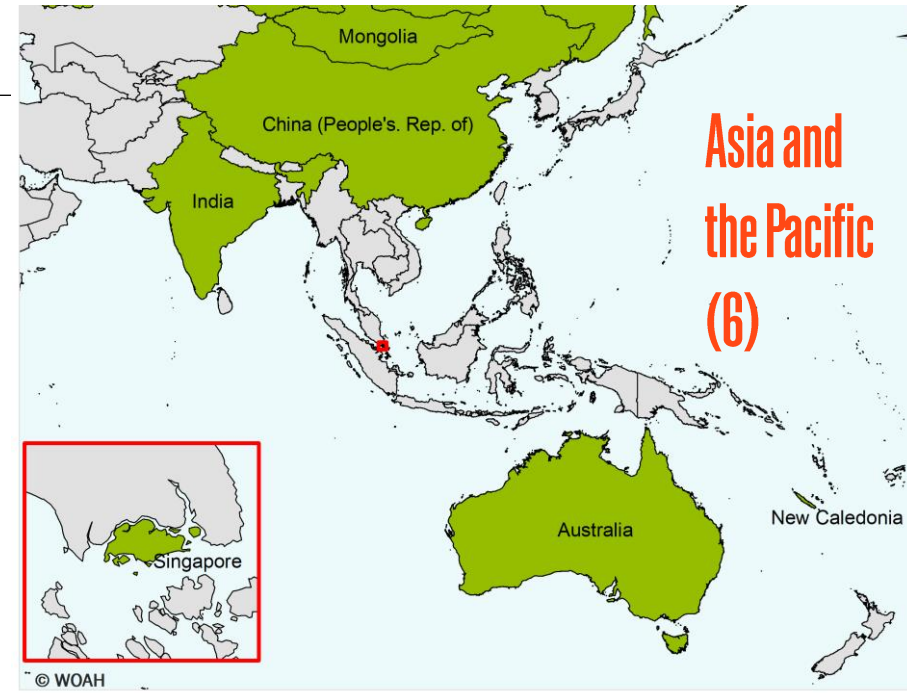 Mongolia
China (People's. Rep. of)
India
Asia and
the Pacific
(6)
Singapore
Australia
New Caledonia
© WOAH